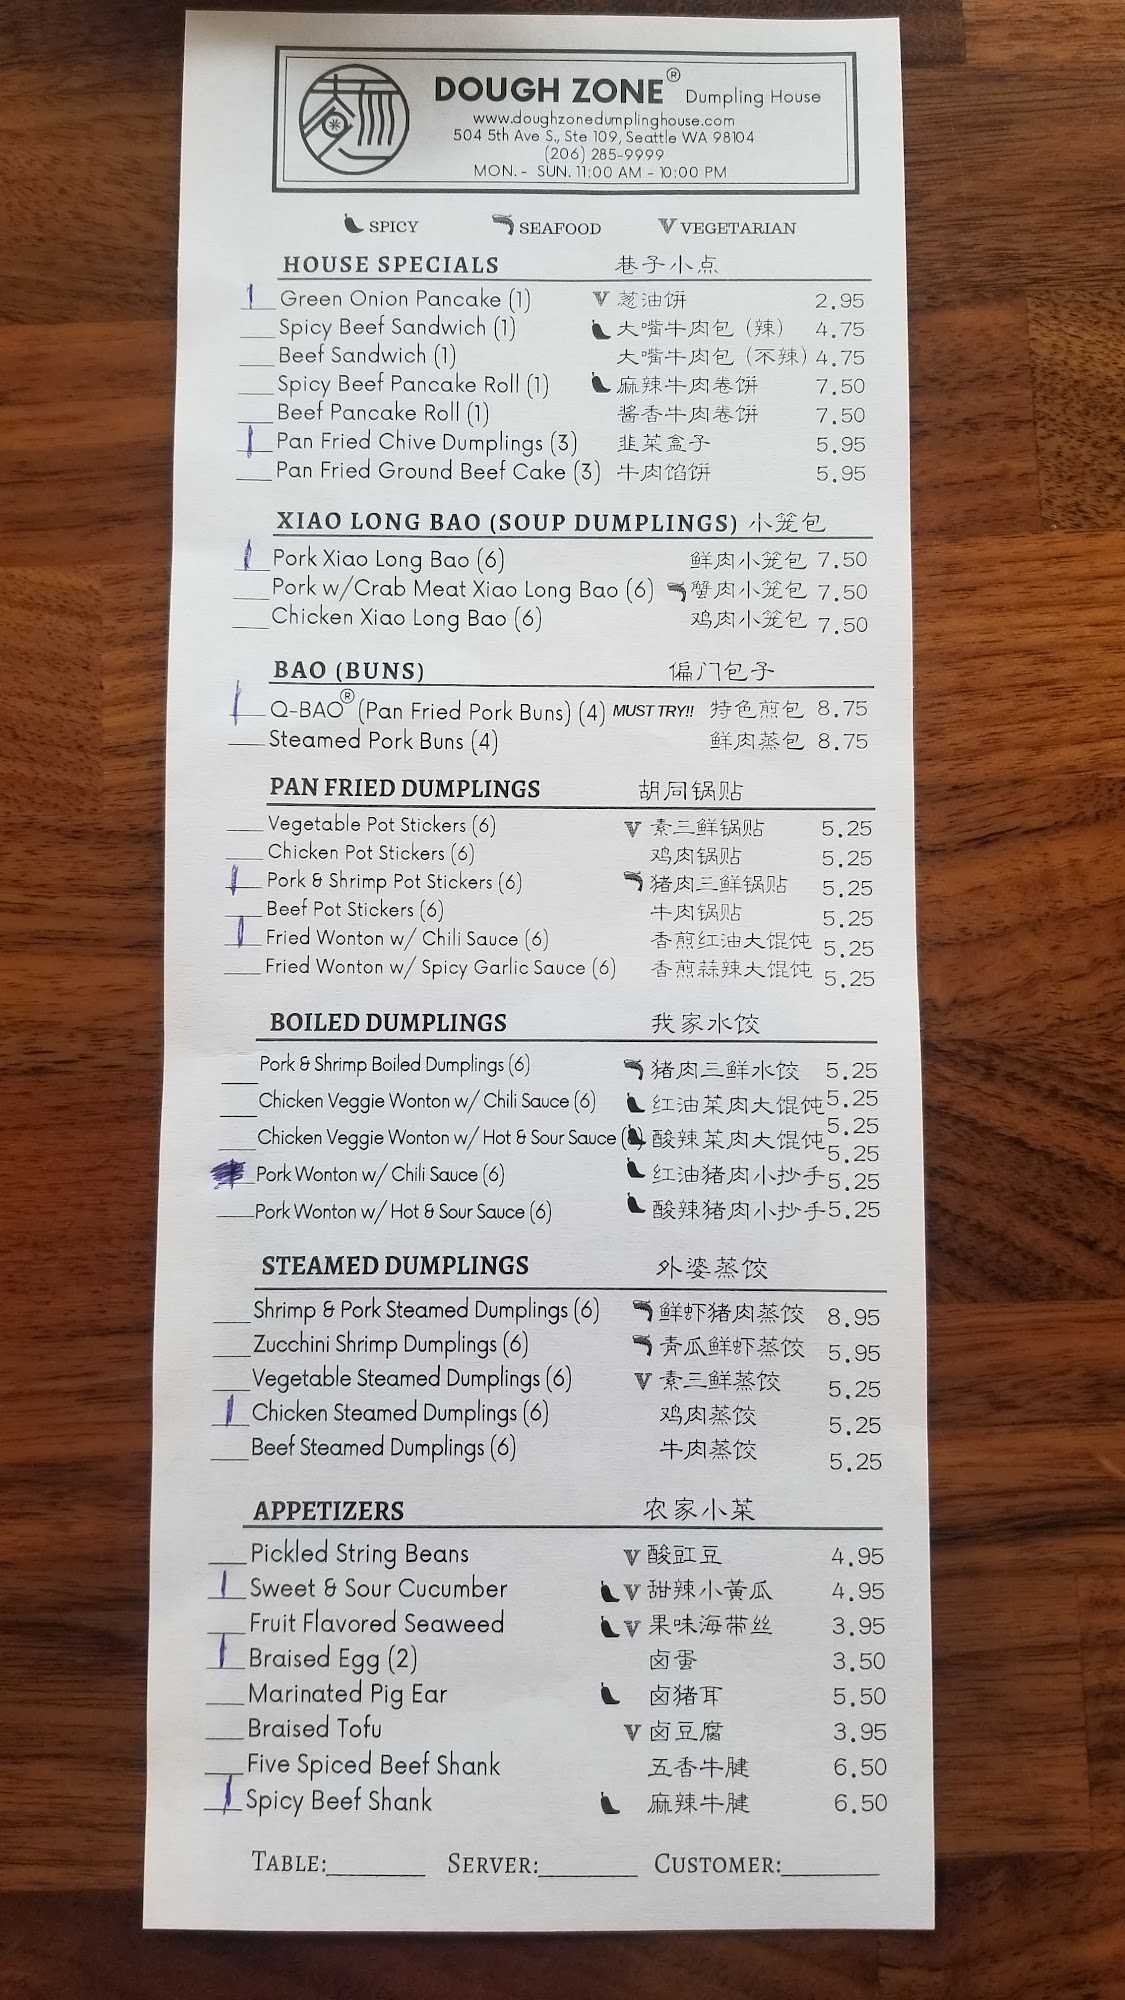 DOUGH ZONE® Dumpling House
www.doughzonedumplinghouse.com
504 5th Ave S., Ste 109, Seattle WA 98104
(206) 285-9999
MON. - SUN. 11:00 AM - 10:00 PM
SPICY SEAFOOD V VEGETARIAN
HOUSE SPECIALS 巷子小点
1 Green Onion Pancake (1) V 葱油饼 2.95
Spicy Beef Sandwich (1) 大嘴牛肉包 (辣) 4.75
Beef Sandwich (1) 大嘴牛肉包 (不辣) 4.75
Spicy Beef Pancake Roll (1) 麻辣牛肉卷饼 7.50
Beef Pancake Roll (1) 酱香牛肉卷饼 7.50
1 Pan Fried Chive Dumplings (3) 韭菜盒子 5.95
Pan Fried Ground Beef Cake (3) 牛肉馅饼 5.95
XIAO LONG BAO (SOUP DUMPLINGS) 小笼包
1 Pork Xiao Long Bao (6) 鲜肉小笼包 7.50
Pork w/Crab Meat Xiao Long Bao (6) 蟹肉小笼包 7.50
Chicken Xiao Long Bao (6) 鸡肉小笼包 7.50
BAO (BUNS) 偏门包子
1 Q-BAO® (Pan Fried Pork Buns) (4) MUST TRY!! 特色煎包 8.75
Steamed Pork Buns (4) 鲜肉蒸包 8.75
PAN FRIED DUMPLINGS 胡同锅贴
Vegetable Pot Stickers (6) V 素三鲜锅贴 5.25
Chicken Pot Stickers (6) 鸡肉锅贴 5.25
1 Pork & Shrimp Pot Stickers (6) 猪肉三鲜锅贴 5.25
Beef Pot Stickers (6) 牛肉锅贴 5.25
1 Fried Wonton w/ Chili Sauce (6) 香煎红油大馄饨 5.25
Fried Wonton w/ Spicy Garlic Sauce (6) 香煎蒜辣大馄饨 5.25
BOILED DUMPLINGS 我家水饺
Pork & Shrimp Boiled Dumplings (6) 猪肉三鲜水饺 5.25
Chicken Veggie Wonton w/ Chili Sauce (6) 红油菜肉大馄饨 5.25
5.25
Chicken Veggie Wonton w/ Hot & Sour Sauce 酸辣菜肉大馄饨
5.25
Pork Wonton w/ Chili Sauce (6) 红油猪肉小抄手 5.25
Pork Wonton w/ Hot & Sour Sauce (6) 酸辣猪肉小抄手 5.25
STEAMED DUMPLINGS 外婆蒸饺
Shrimp & Pork Steamed Dumplings (6) 鲜虾猪肉蒸饺 8.95
Zucchini Shrimp Dumplings (6) 青瓜鲜虾蒸饺 5.95
Vegetable Steamed Dumplings (6) V 素三鲜蒸饺 5.25
1 Chicken Steamed Dumplings (6) 鸡肉蒸饺 5.25
Beef Steamed Dumplings (6) 牛肉蒸饺 5.25
APPETIZERS 农家小菜
Pickled String Beans V 酸豇豆 4.95
1 Sweet & Sour Cucumber V 甜辣小黃瓜 4.95
Fruit Flavored Seaweed V 果味海带丝 3.95
1 Braised Egg (2) 卤蛋 3.50
Marinated Pig Ear 卤猪耳 5.50
Braised Tofu V 卤豆腐 3.95
Five Spiced Beef Shank 五香牛腱 6.50
1 Spicy Beef Shank 麻辣牛腱 6.50
TABLE: SERVER: CUSTOMER: